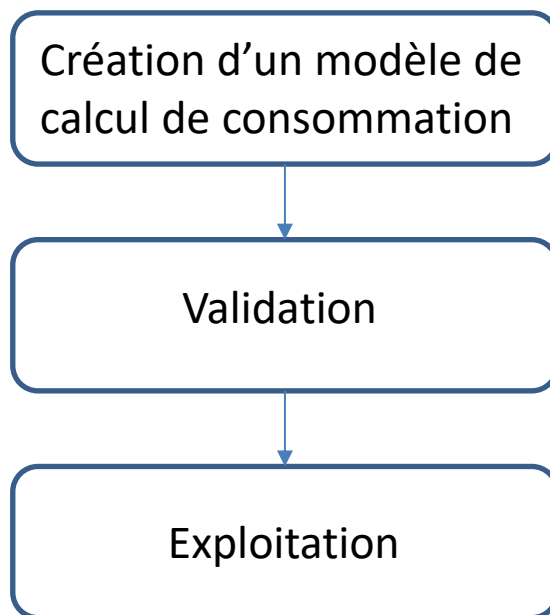 Création d’un modèle de
calcul de consommation
Validation
Exploitation